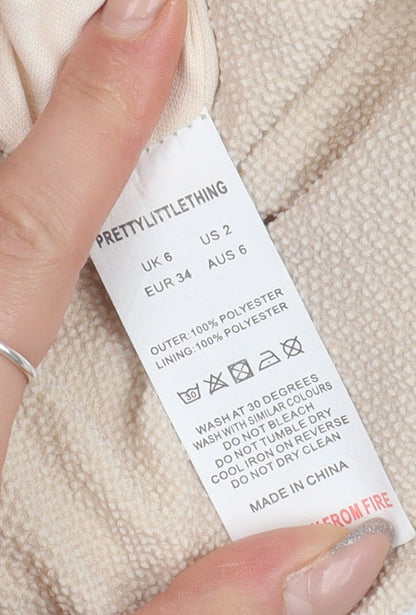 PRETTYLITTLETHING
UK 6 US 2
EUR 34 AUS 6
OUTER:100% POLYESTER
LINING:100% POLYESTER
30
WASH AT 30 DEGREES
WASH WITH SIMILAR COLOURS
DO NOT BLEACH
DO NOT TUMBLE DRY
COOL IRON ON REVERSE
DO NOT DRY CLEAN
MADE IN CHINA
FROM FIRE